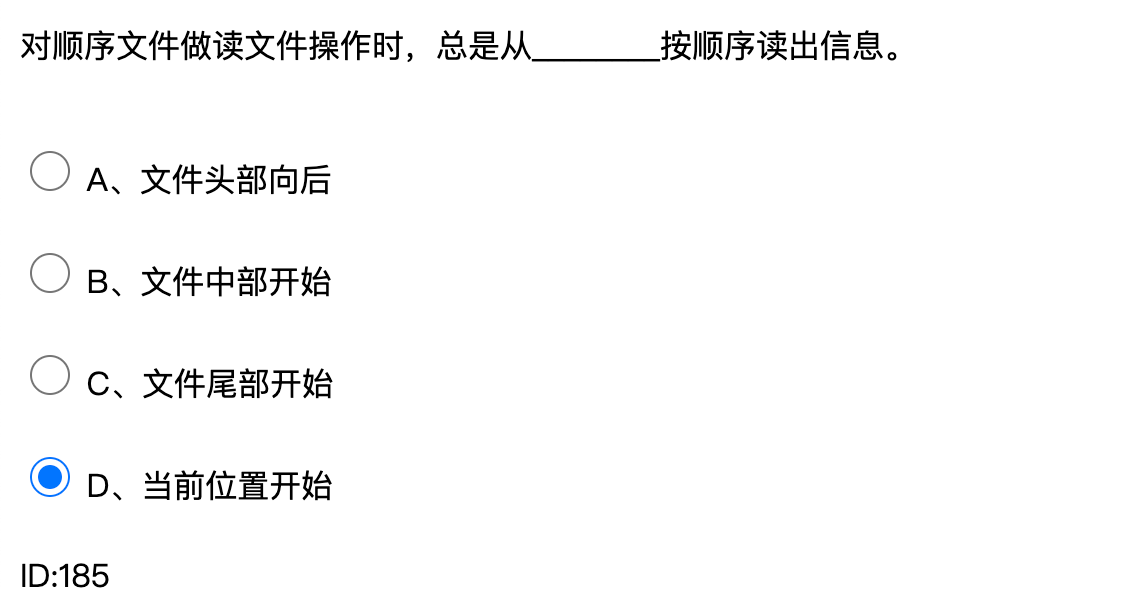 对顺序文件做读文件操作时，总是从________按顺序读出信息。
A、文件头部向后
B、文件中部开始
C、文件尾部开始
D、当前位置开始
ID:185